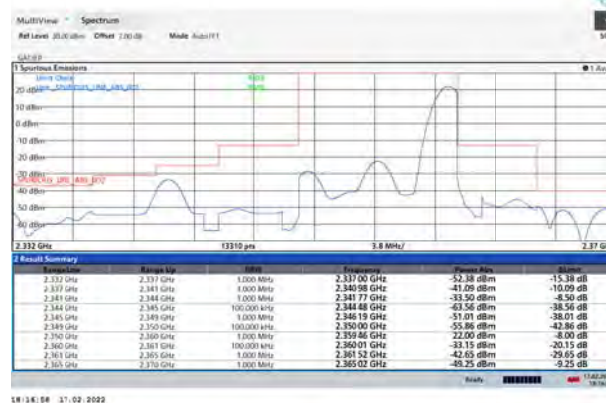 MultiView Spectrum
Ref Level 30.00 dBm Offset 2.00 dB Mode Auto FFT
1 Spurious Emissions
Limit Check
20 dBm
10 dBm
0 dBm
-10 dBm
-20 dBm
-30 dBm
-40 dBm
-50 dBm
-60 dBm
2.332 GHz 13310 pts 3.8 MHz/
2 Result Summary
Range Low Range Up RBW Frequency Power Abs ΔLimit
2.332 GHz 2.337 GHz 1.000 MHz 2.337 00 GHz -52.38 dBm -15.38 dB
2.337 GHz 2.341 GHz 1.000 MHz 2.340 98 GHz -41.09 dBm -10.09 dB
2.341 GHz 2.344 GHz 1.000 MHz 2.341 77 GHz -33.50 dBm -8.50 dB
2.344 GHz 2.345 GHz 100.000 kHz 2.344 48 GHz -63.56 dBm -38.56 dB
2.345 GHz 2.349 GHz 1.000 MHz 2.346 19 GHz -51.01 dBm -38.01 dB
2.349 GHz 2.350 GHz 100.000 kHz 2.350 00 GHz -55.86 dBm -42.86 dB
2.350 GHz 2.360 GHz 1.000 MHz 2.359 46 GHz 22.00 dBm -8.00 dB
2.360 GHz 2.361 GHz 100.000 kHz 2.360 01 GHz -33.15 dBm -20.15 dB
2.361 GHz 2.365 GHz 1.000 MHz 2.361 52 GHz -42.65 dBm -29.65 dB
2.365 GHz 2.370 GHz 1.000 MHz 2.365 02 GHz -49.25 dBm -9.25 dB
Ready
18:16:58 17.02.2022